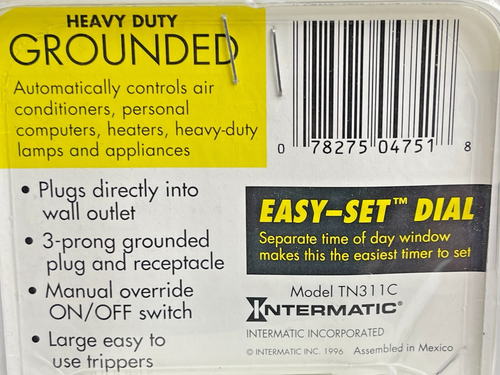 HEAVY DUTY
GROUNDED
Automatically controls air
conditioners, personal
computers, heaters, heavy-duty
lamps and appliances
0 78275 04751 8
• Plugs directly into
wall outlet
• 3-prong grounded
plug and receptacle
• Manual override
ON/OFF switch
• Large easy to
use trippers
EASY-SET™ DIAL
Separate time of day window
makes this the easiest timer to set
Model TN311C
INTERMATIC®
INTERMATIC INCORPORATED
© INTERMATIC INC. 1996 Assembled in Mexico